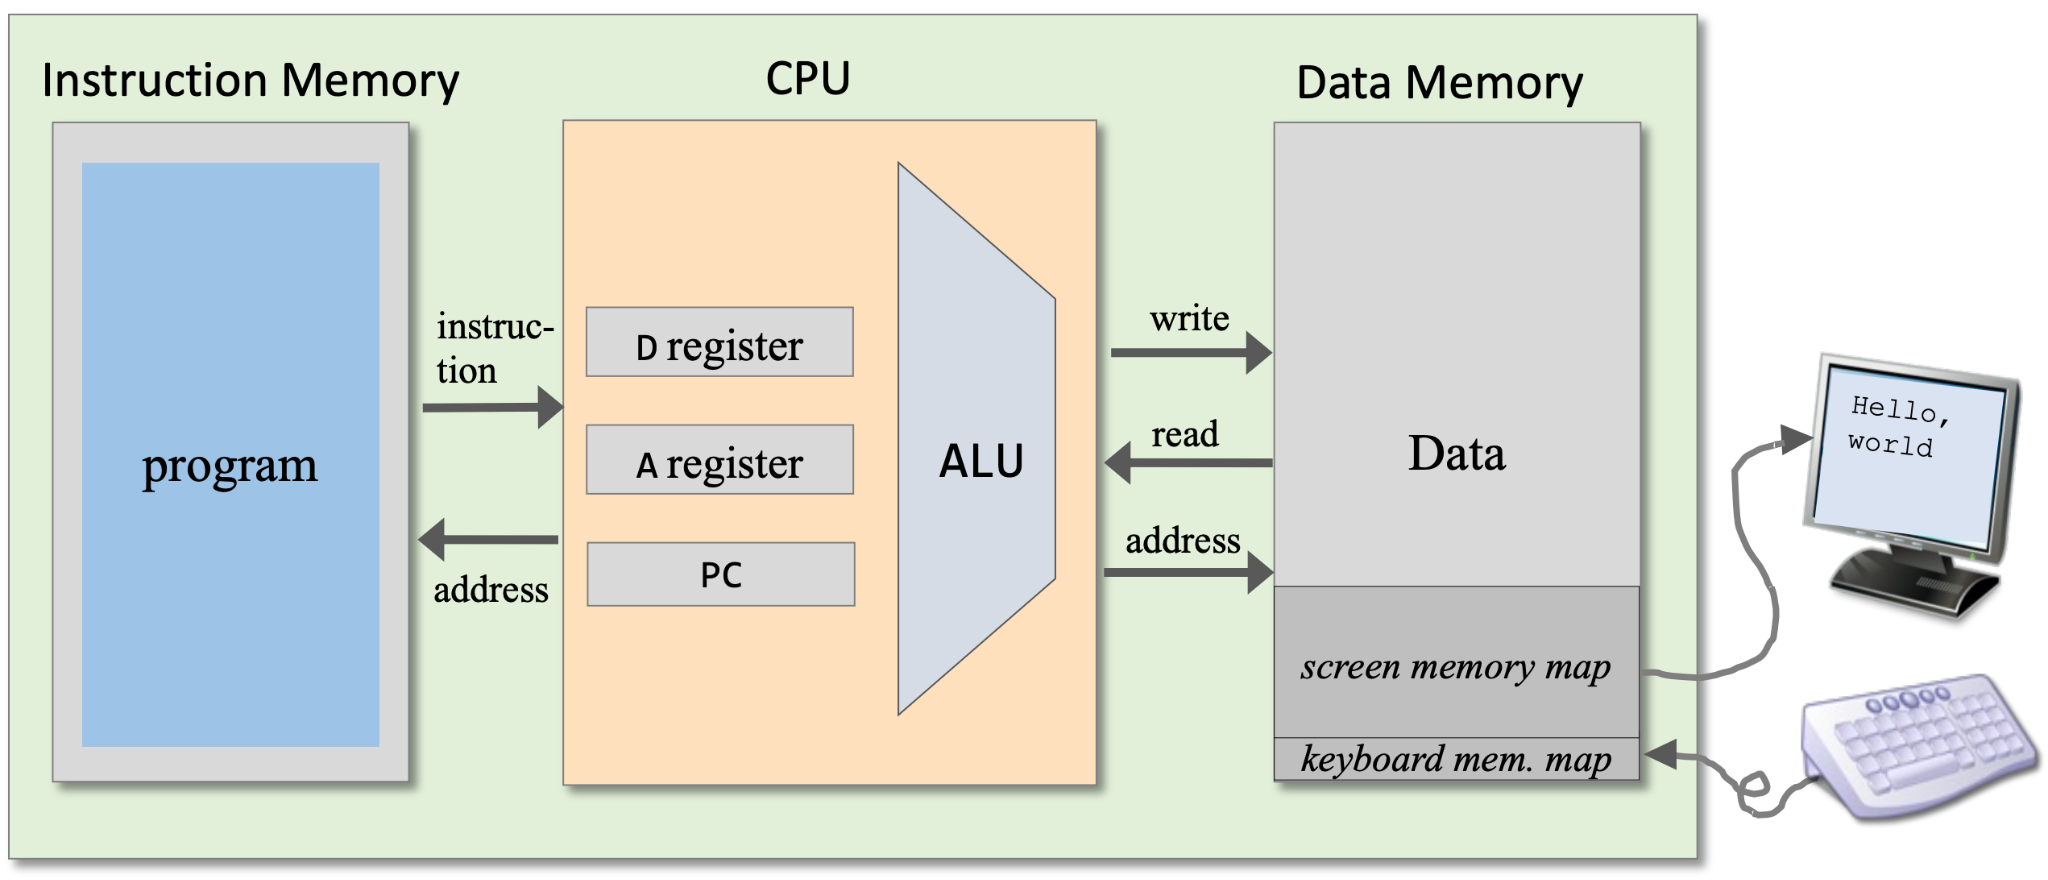 Instruction Memory
CPU
Data Memory
program
instruc-
tion
address
D register
A register
PC
ALU
write
read
address
Data
screen memory map
keyboard mem. map
Hello,
world